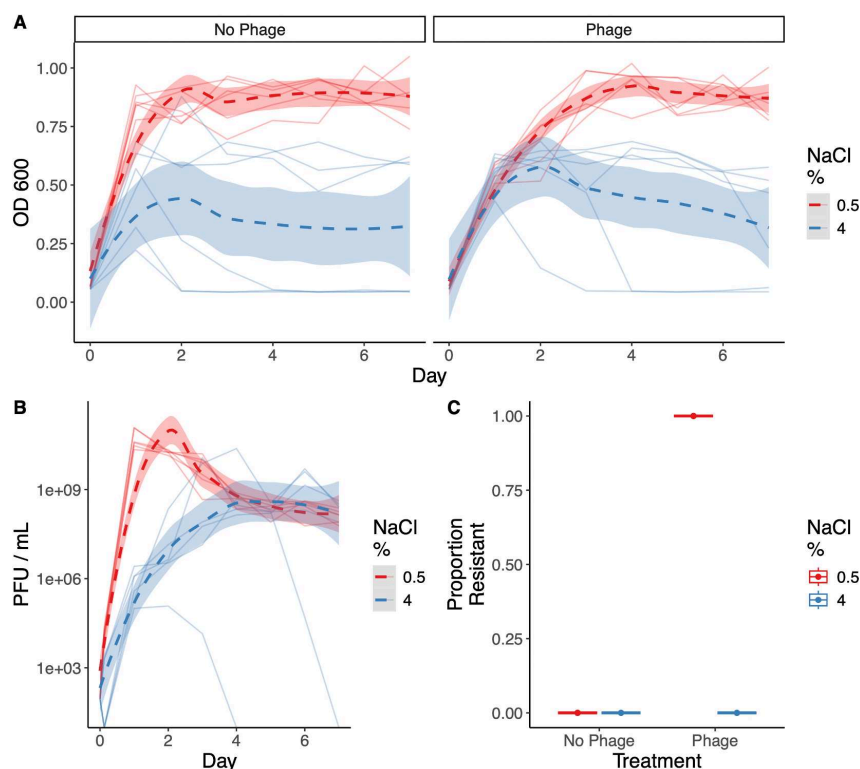 A
No Phage
Phage
1.00
0.75
0.50
0.25
0.00
OD 600
0 2 4 6
0 2 4 6
Day
NaCl
%
0.5
4
B
1e+09
1e+06
1e+03
PFU / mL
0 2 4 6
Day
NaCl
%
0.5
4
C
1.00
0.75
0.50
0.25
0.00
Proportion
Resistant
No Phage Phage
Treatment
NaCl
%
0.5
4